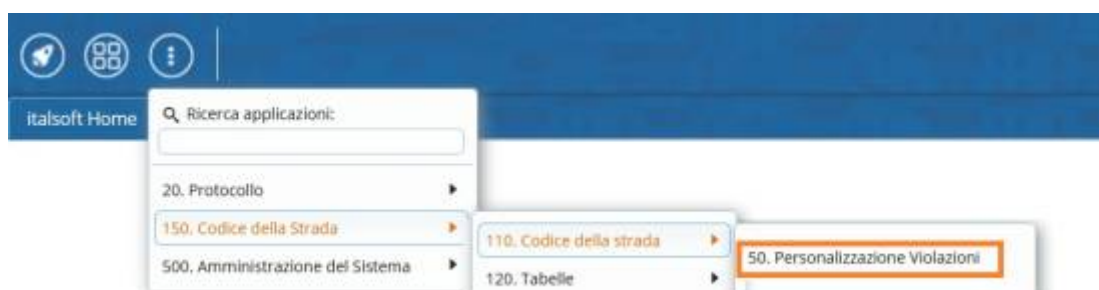 italsoft Home
Ricerca applicazioni:
20. Protocollo
150. Codice della Strada
500. Amministrazione del Sistema
110. Codice della strada
120. Tabelle
50. Personalizzazione Violazioni